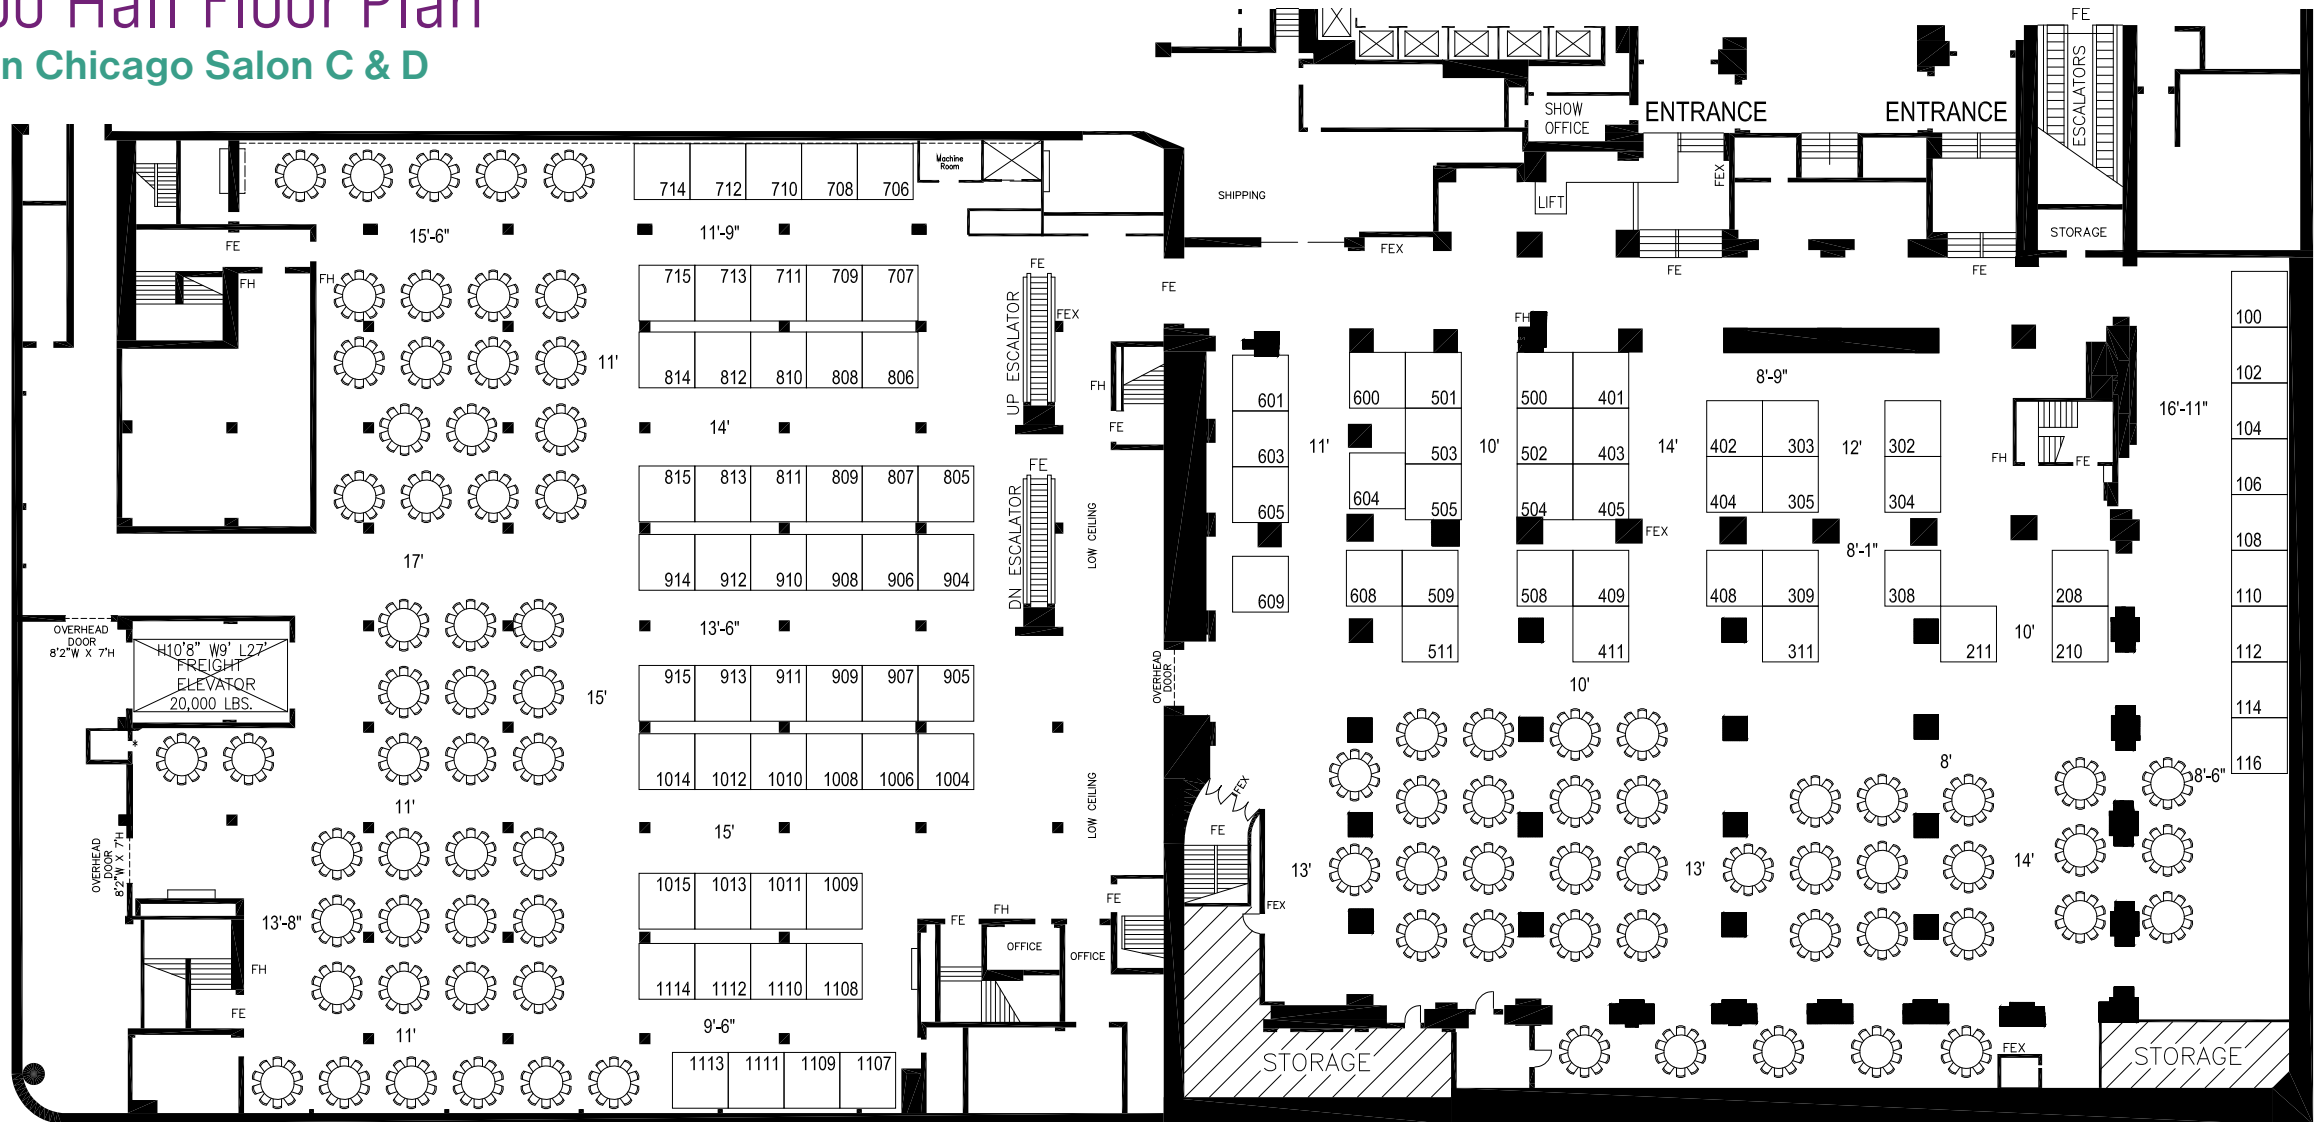 Hall Floor Plan
Chicago Salon C & D
FE
ESCALATORS
SHOW
OFFICE
ENTRANCE
ENTRANCE
Machine
Room
714
712
710
708
706
SHIPPING
LIFT
FEX
STORAGE
15'-6"
11'-9"
FE
FEX
FE
FE
FH
FH
715
713
711
709
707
FE
FE
UP ESCALATOR
FEX
FH
100
11'
814
812
810
808
806
FH
601
600
501
500
401
8'-9"
102
16'-11"
14'
FE
603
11'
503
10'
502
403
14'
402
303
12'
302
104
FH
FE
815
813
811
809
807
805
FE
DN ESCALATOR
LOW CEILING
605
604
505
504
405
404
305
304
106
FEX
8'-1"
108
17'
914
912
910
908
906
904
609
608
509
508
409
408
309
308
208
110
OVERHEAD
DOOR
8'2"W X 7'H
H10'8" W9' L27'
FREIGHT
ELEVATOR
20,000 LBS.
13'-6"
511
411
311
211
10'
210
112
OVERHEAD
DOOR
10'
15'
915
913
911
909
907
905
114
1014
1012
1010
1008
1006
1004
8'
8'-6"
116
FEX
11'
15'
LOW CEILING
FE
OVERHEAD
DOOR
8'2"W X 7'H
13'
13'
14'
1015
1013
1011
1009
FE
FEX
13'-8"
FE
FH
OFFICE
OFFICE
FH
1114
1112
1110
1108
FE
11'
9'-6"
1113
1111
1109
1107
STORAGE
FEX
STORAGE